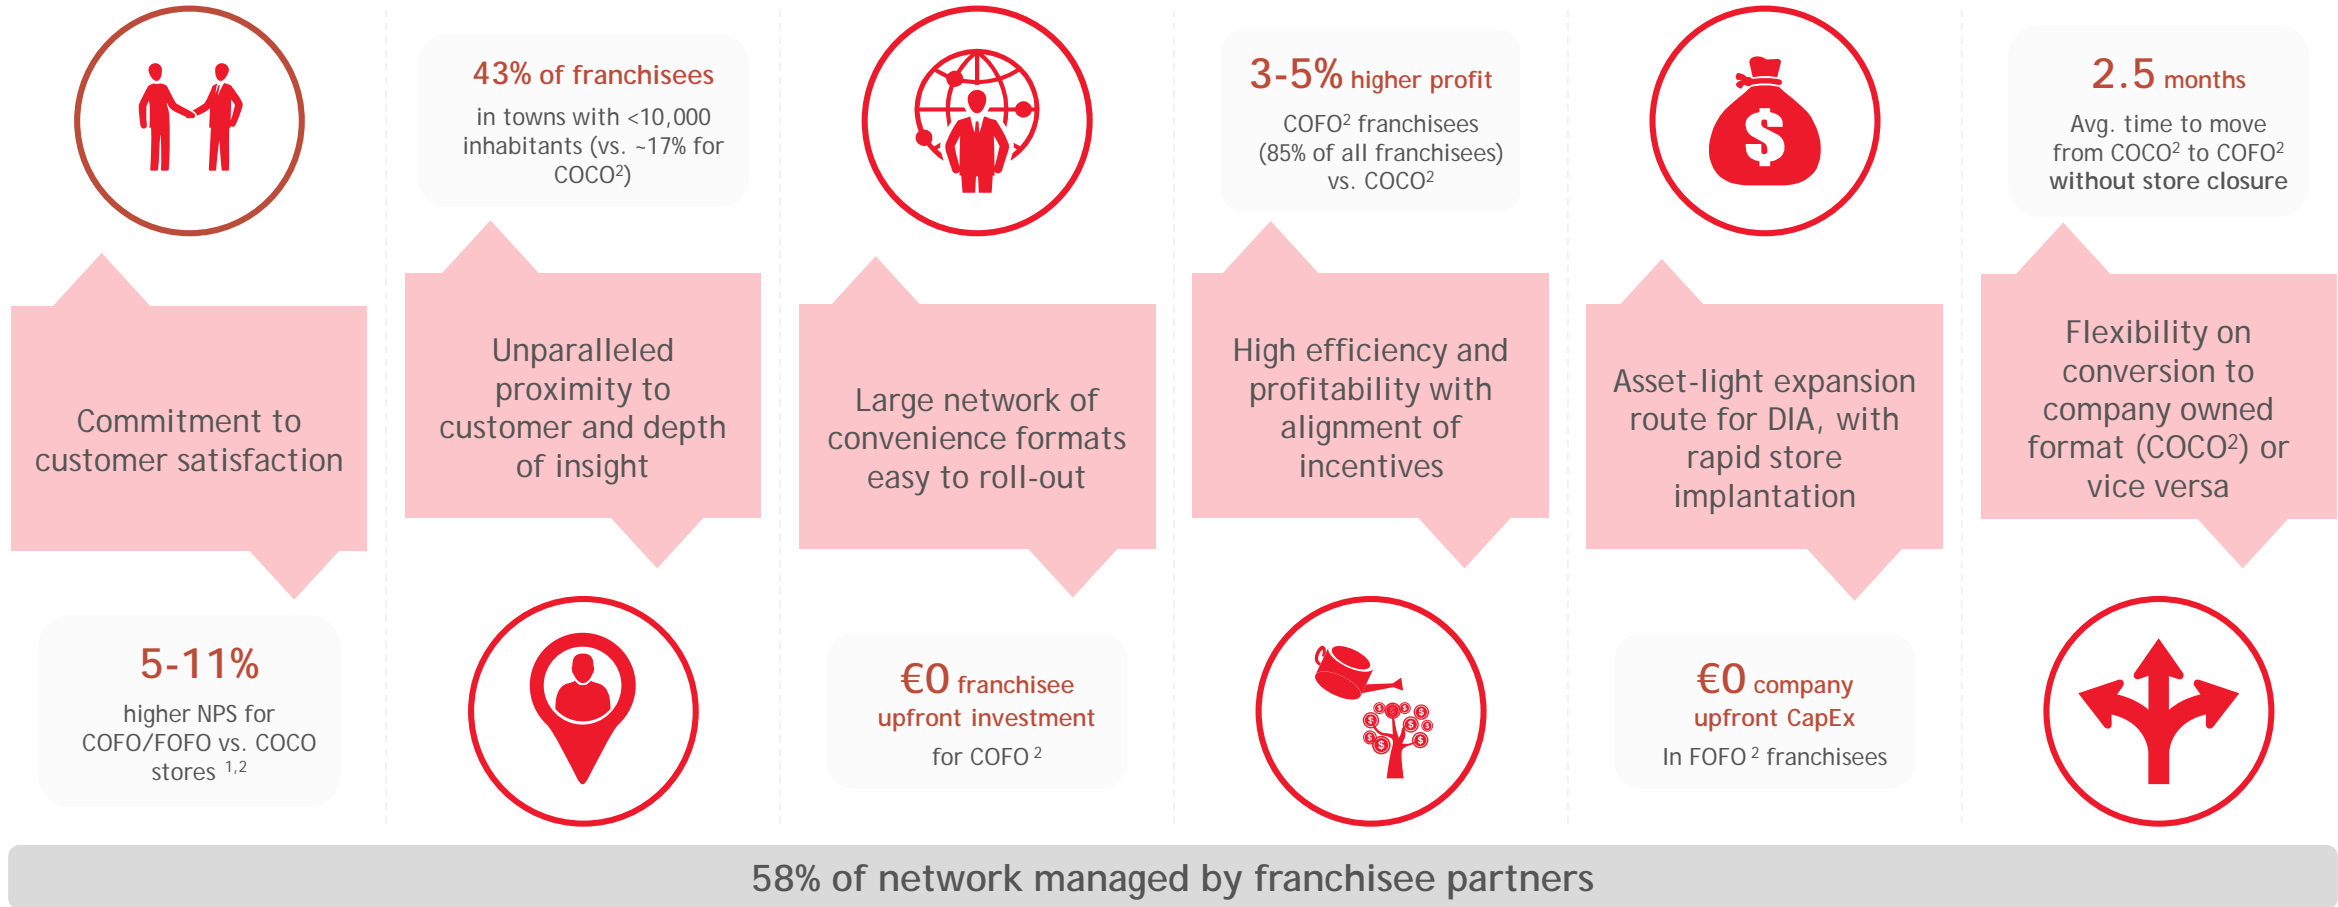 Commitment to
customer satisfaction
5-11%
higher NPS for
COFO/FOFO vs. COCO
stores 1,2
43% of franchisees
in towns with <10,000
inhabitants (vs. ~17% for
COCO²)
Unparalleled
proximity to
customer and depth
of insight
Large network of
convenience formats
easy to roll-out
€0 franchisee
upfront investment
for COFO ²
3-5% higher profit
COFO² franchisees
(85% of all franchisees)
vs. COCO²
High efficiency and
profitability with
alignment of
incentives
$
Asset-light expansion
route for DIA, with
rapid store
implantation
€0 company
upfront CapEx
In FOFO ² franchisees
2.5 months
Avg. time to move
from COCO² to COFO²
without store closure
Flexibility on
conversion to
company owned
format (COCO²) or
vice versa
58% of network managed by franchisee partners